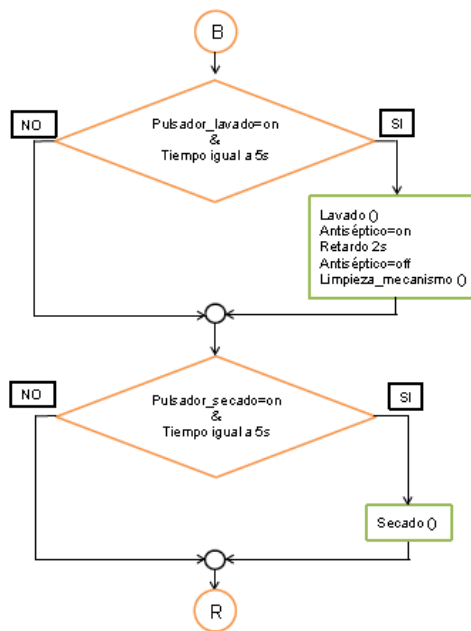 B
Pulsador_lavado=on
&
Tiempo igual a 5s
NO
SI
Lavado ()
Antiséptico=on
Retardo 2s
Antiséptico=off
Limpieza_mecanismo ()
Pulsador_secado=on
&
Tiempo igual a 5s
NO
SI
Secado ()
R